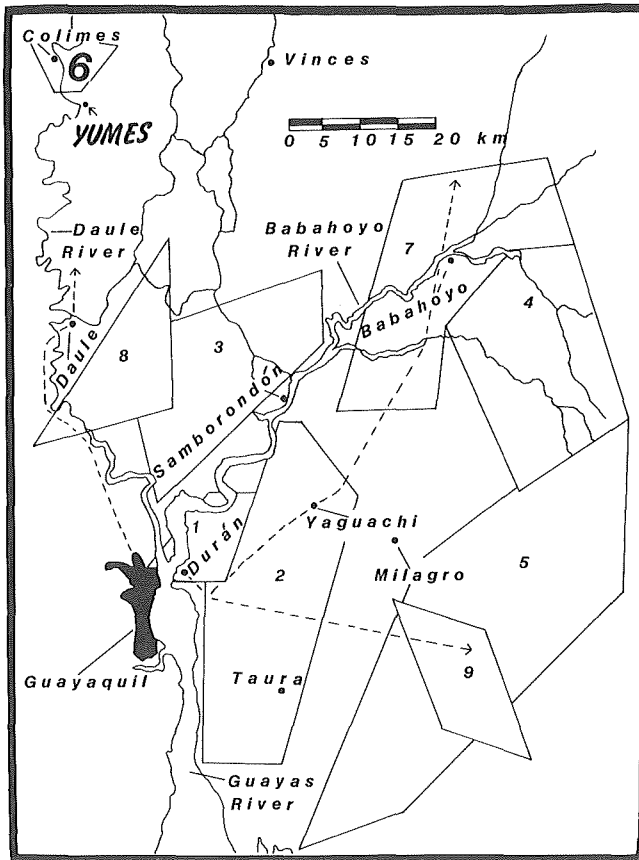 Colimes
6
Vinces
YUMES
0 5 10 15 20 km
Daule
River
Babahoyo
River
7
Babahoyo
4
Daule
8
3
Samborondón
1
Durán
Yaguachi
2
Milagro
5
9
Guayaquil
Taura
Guayas
River